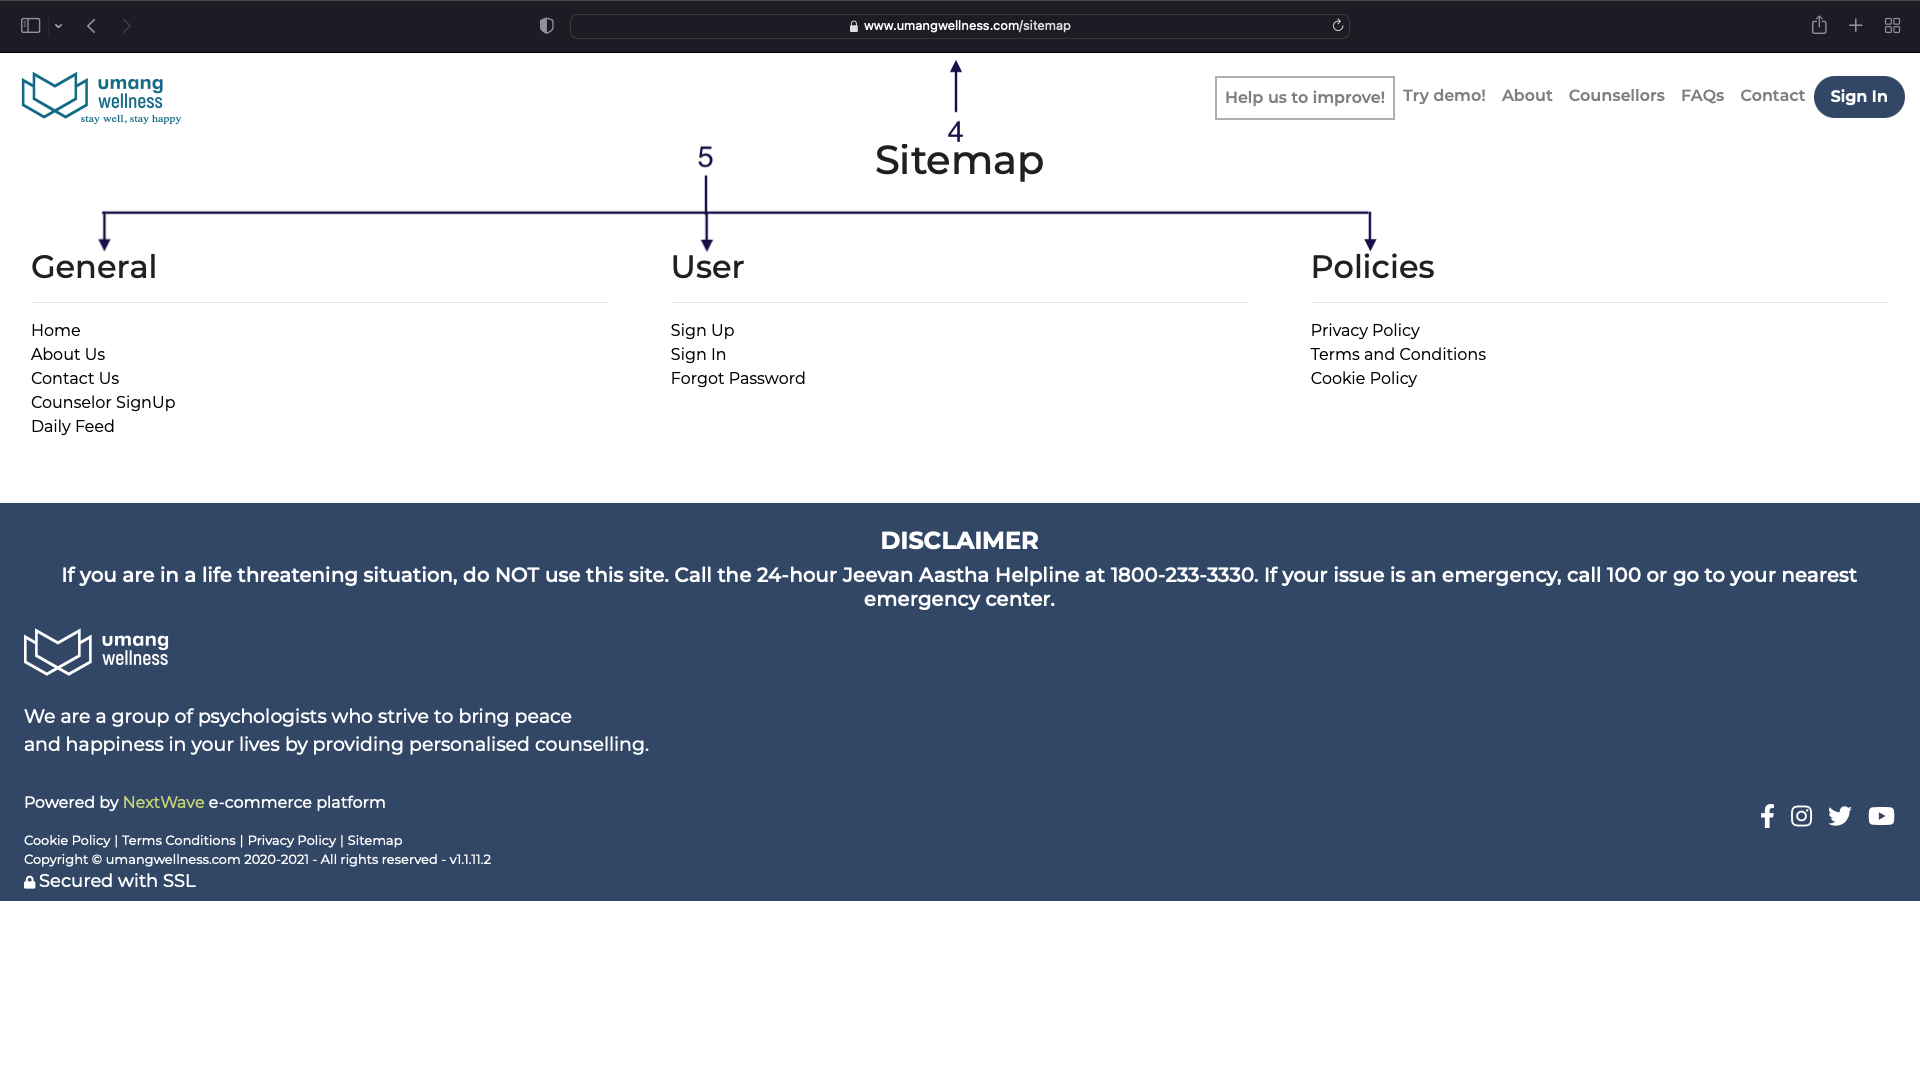 www.umangwellness.com/sitemap
umang
wellness
stay well, stay happy
Help us to improve!
Try demo!
About
Counsellors
FAQs
Contact
Sign In
4
5
Sitemap
General
Home
About Us
Contact Us
Counselor SignUp
Daily Feed
User
Sign Up
Sign In
Forgot Password
Policies
Privacy Policy
Terms and Conditions
Cookie Policy
DISCLAIMER
If you are in a life threatening situation, do NOT use this site. Call the 24-hour Jeevan Aastha Helpline at 1800-233-3330. If your issue is an emergency, call 100 or go to your nearest
emergency center.
umang
wellness
We are a group of psychologists who strive to bring peace
and happiness in your lives by providing personalised counselling.
Powered by NextWave e-commerce platform
Cookie Policy | Terms Conditions | Privacy Policy | Sitemap
Copyright © umangwellness.com 2020-2021 - All rights reserved - v1.1.11.2
Secured with SSL